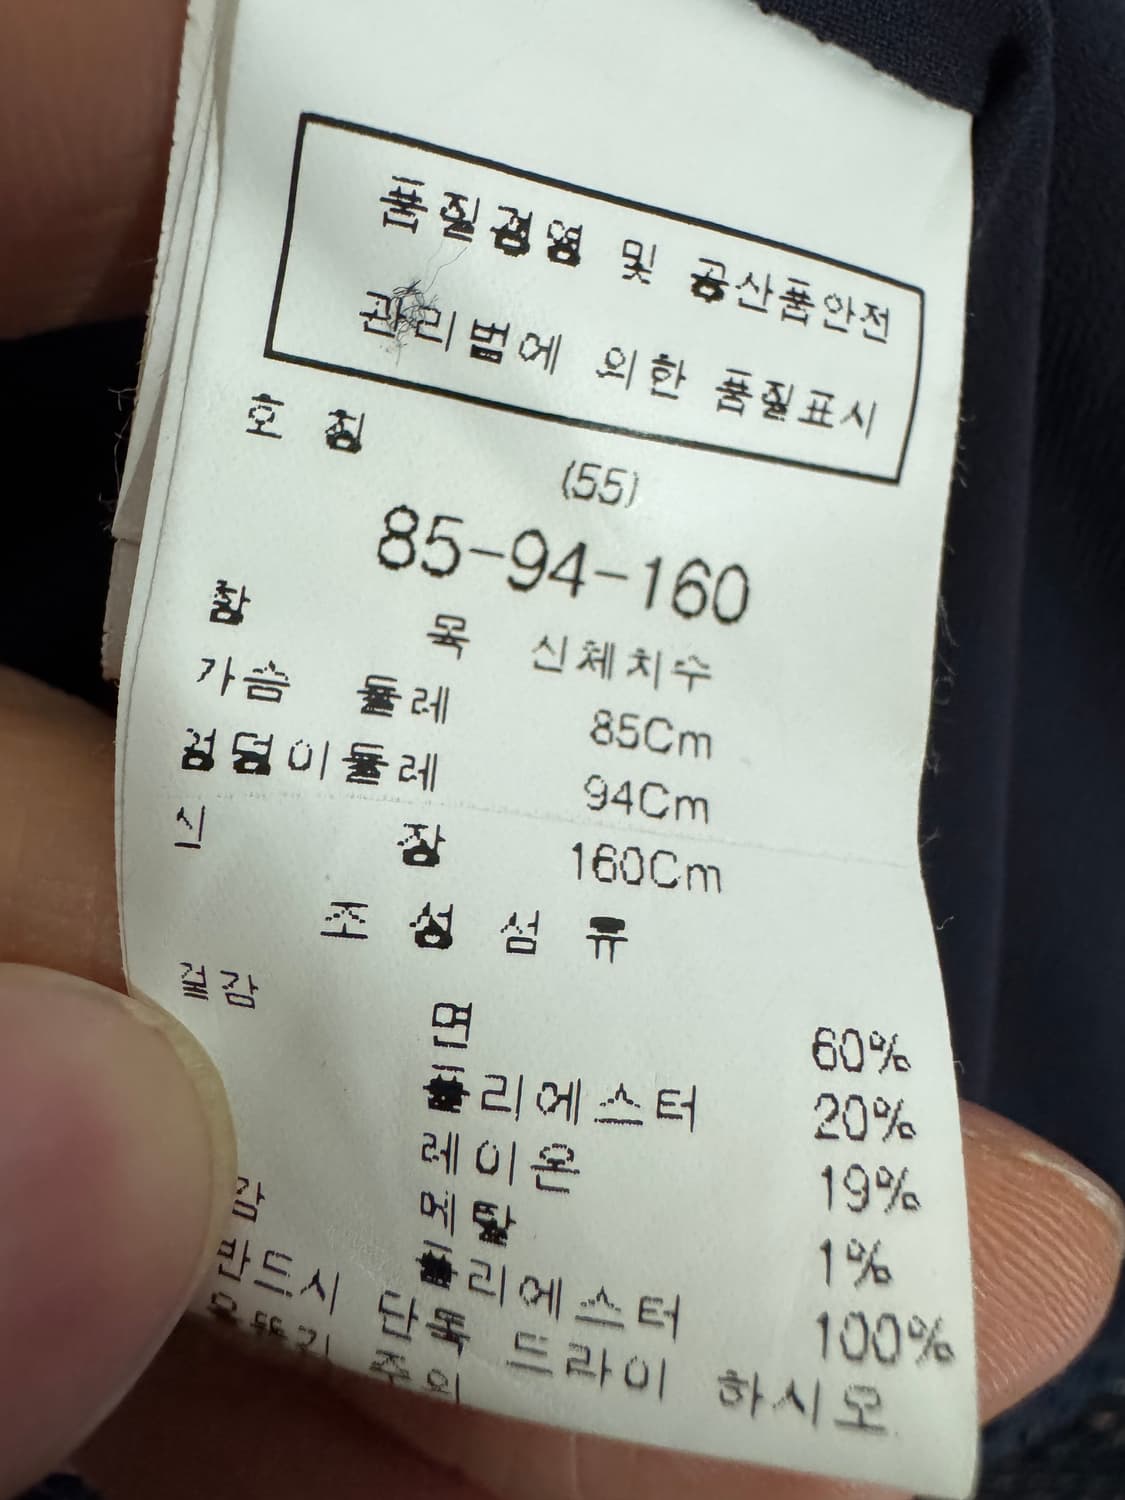 품질경영 및 공산품안전
관리법에 의한 품질표시
호 칭
(55)
85-94-160
항 목 신체치수
가슴 둘레 85Cm
엉덩이둘레 94Cm
신 장 160Cm
조 성 섬 유
겉감
면 60%
폴리에스터 20%
레이온 19%
메탈 1%
감 폴리에스터 100%
반드시 단독 드라이 하시오
주의